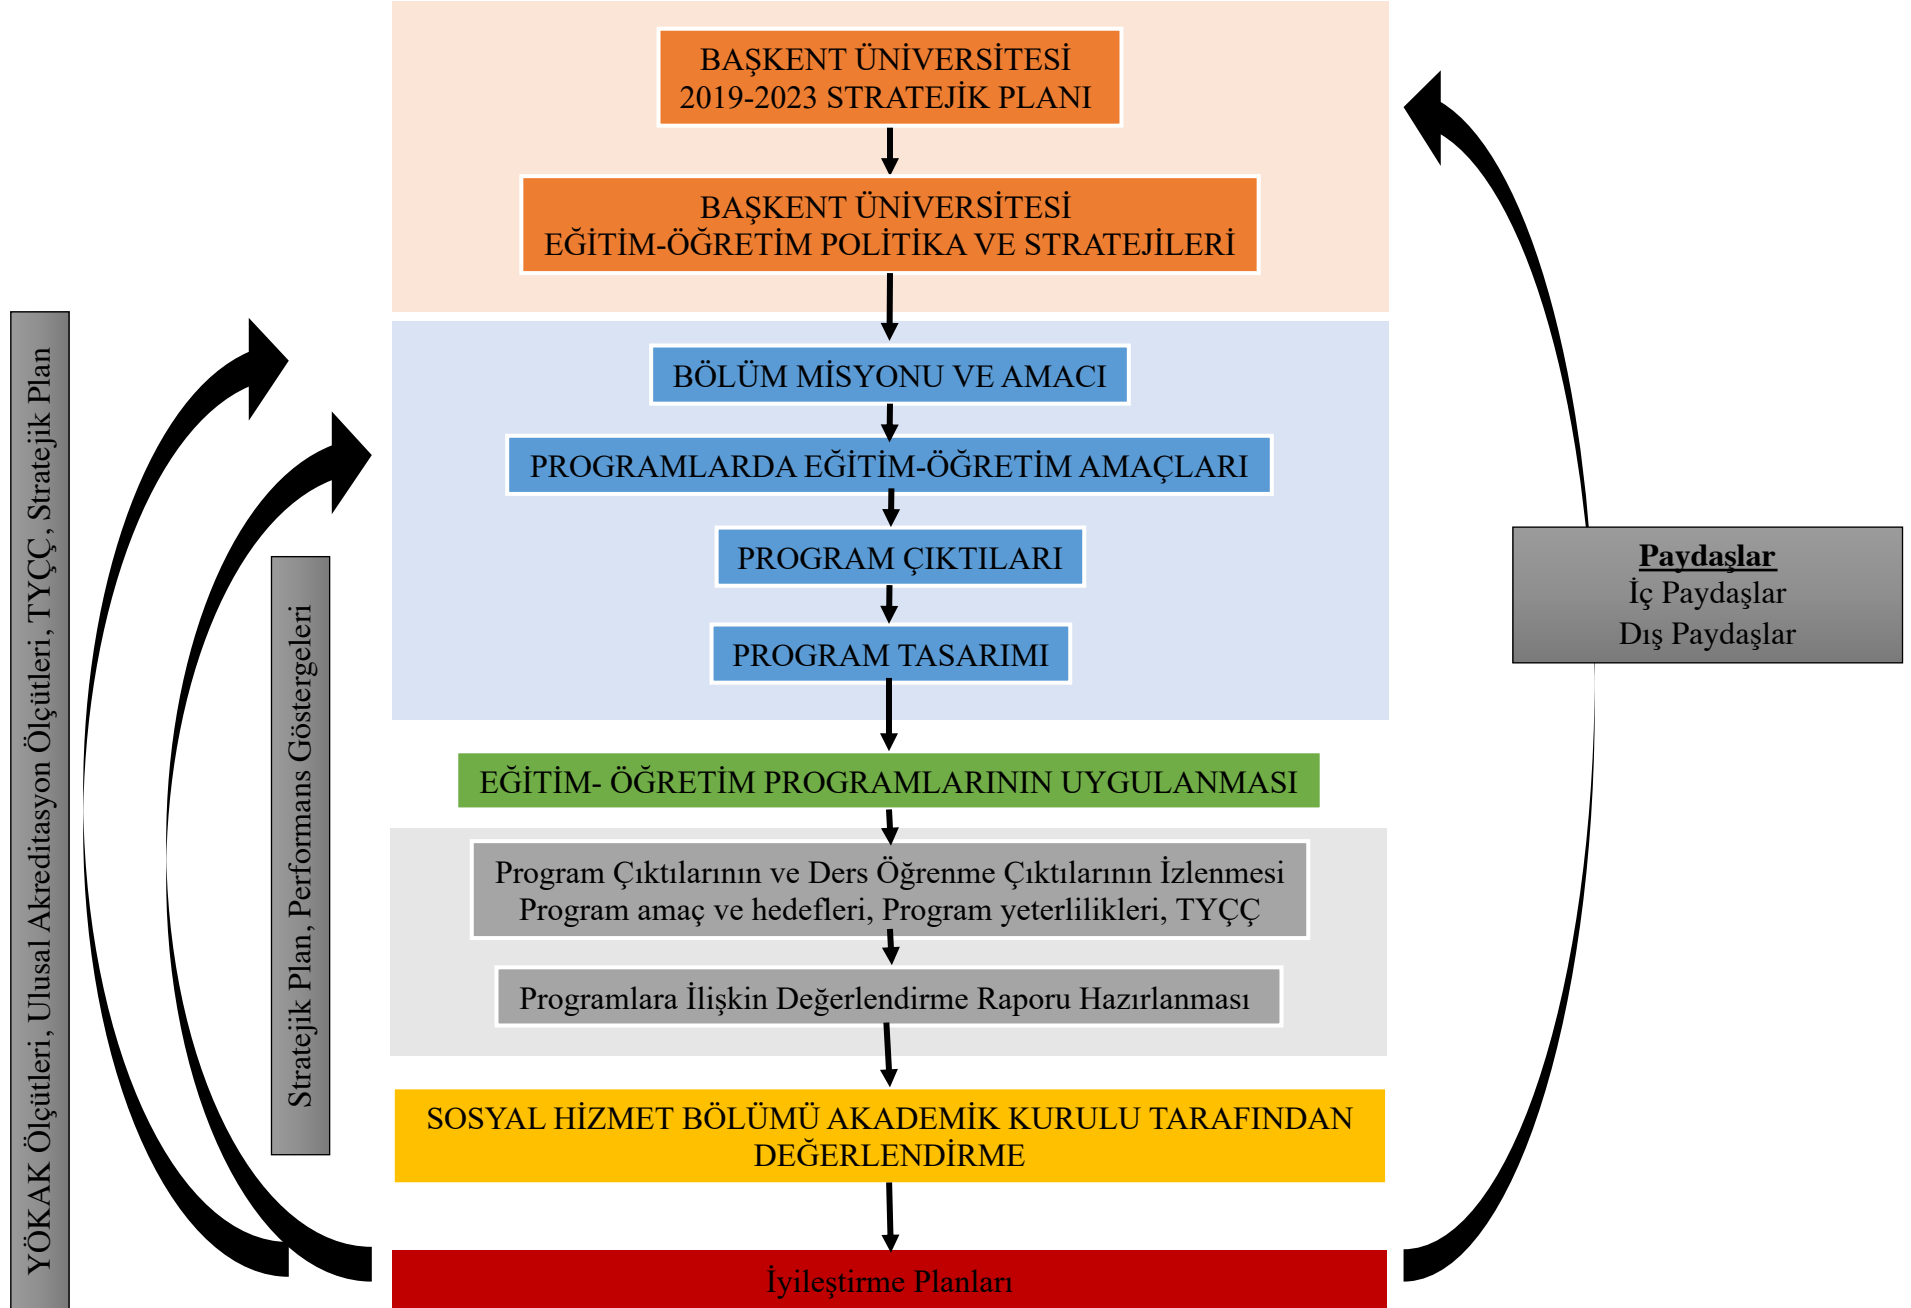 BAŞKENT ÜNİVERSİTESİ
2019-2023 STRATEJİK PLANI
BAŞKENT ÜNİVERSİTESİ
EĞİTİM-ÖĞRETİM POLİTİKA VE STRATEJİLERİ
BÖLÜM MİSYONU VE AMACI
PROGRAMLARDA EĞİTİM-ÖĞRETİM AMAÇLARI
PROGRAM ÇIKTILARI
PROGRAM TASARIMI
EĞİTİM- ÖĞRETİM PROGRAMLARININ UYGULANMASI
Program Çıktılarının ve Ders Öğrenme Çıktılarının İzlenmesi
Program amaç ve hedefleri, Program yeterlilikleri, TYÇÇ
Programlara İlişkin Değerlendirme Raporu Hazırlanması
SOSYAL HİZMET BÖLÜMÜ AKADEMİK KURULU TARAFINDAN
DEĞERLENDİRME
İyileştirme Planları
YÖKAK Ölçütleri, Ulusal Akreditasyon Ölçütleri, TYÇÇ, Stratejik Plan
Stratejik Plan, Performans Göstergeleri
Paydaşlar
İç Paydaşlar
Dış Paydaşlar